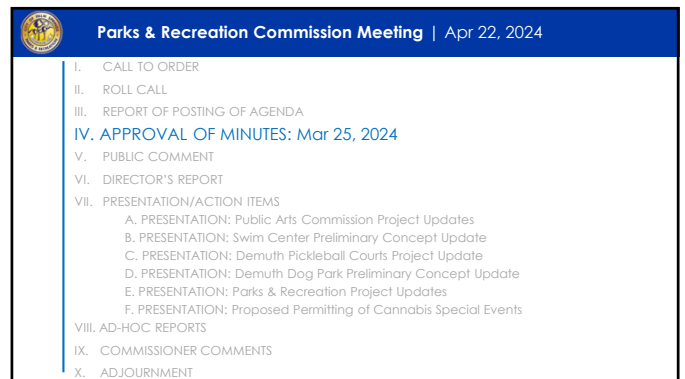 Parks & Recreation Commission Meeting | Apr 22, 2024
I. CALL TO ORDER
II. ROLL CALL
III. REPORT OF POSTING OF AGENDA
IV. APPROVAL OF MINUTES: Mar 25, 2024
V. PUBLIC COMMENT
VI. DIRECTOR'S REPORT
VII. PRESENTATION/ACTION ITEMS
A. PRESENTATION: Public Arts Commission Project Updates
B. PRESENTATION: Swim Center Preliminary Concept Update
C. PRESENTATION: Demuth Pickleball Courts Project Update
D. PRESENTATION: Demuth Dog Park Preliminary Concept Update
E. PRESENTATION: Parks & Recreation Project Updates
F. PRESENTATION: Proposed Permitting of Cannabis Special Events
VIII. AD-HOC REPORTS
IX. COMMISSIONER COMMENTS
X. ADJOURNMENT